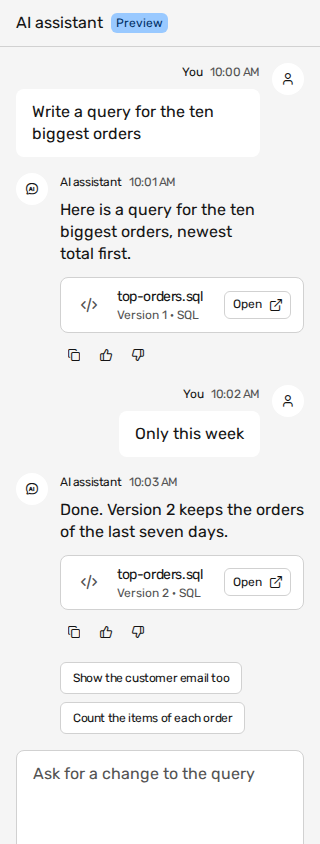 AI assistant Preview
You 10:00 AM
Write a query for the ten
biggest orders
AI assistant 10:01 AM
Here is a query for the ten
biggest orders, newest
total first.
top-orders.sql
Version 1 • SQL
Open
You 10:02 AM
Only this week
AI assistant 10:03 AM
Done. Version 2 keeps the orders
of the last seven days.
top-orders.sql
Version 2 • SQL
Open
Show the customer email too
Count the items of each order
Ask for a change to the query